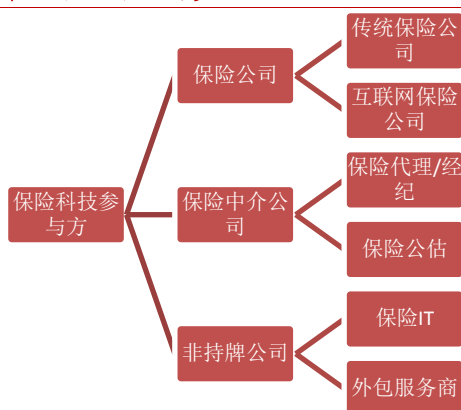 保险科技参
与方
保险公司
传统保险公
司
互联网保险
公司
保险中介公
司
保险代理/经
纪
保险公估
非持牌公司
保险IT
外包服务商